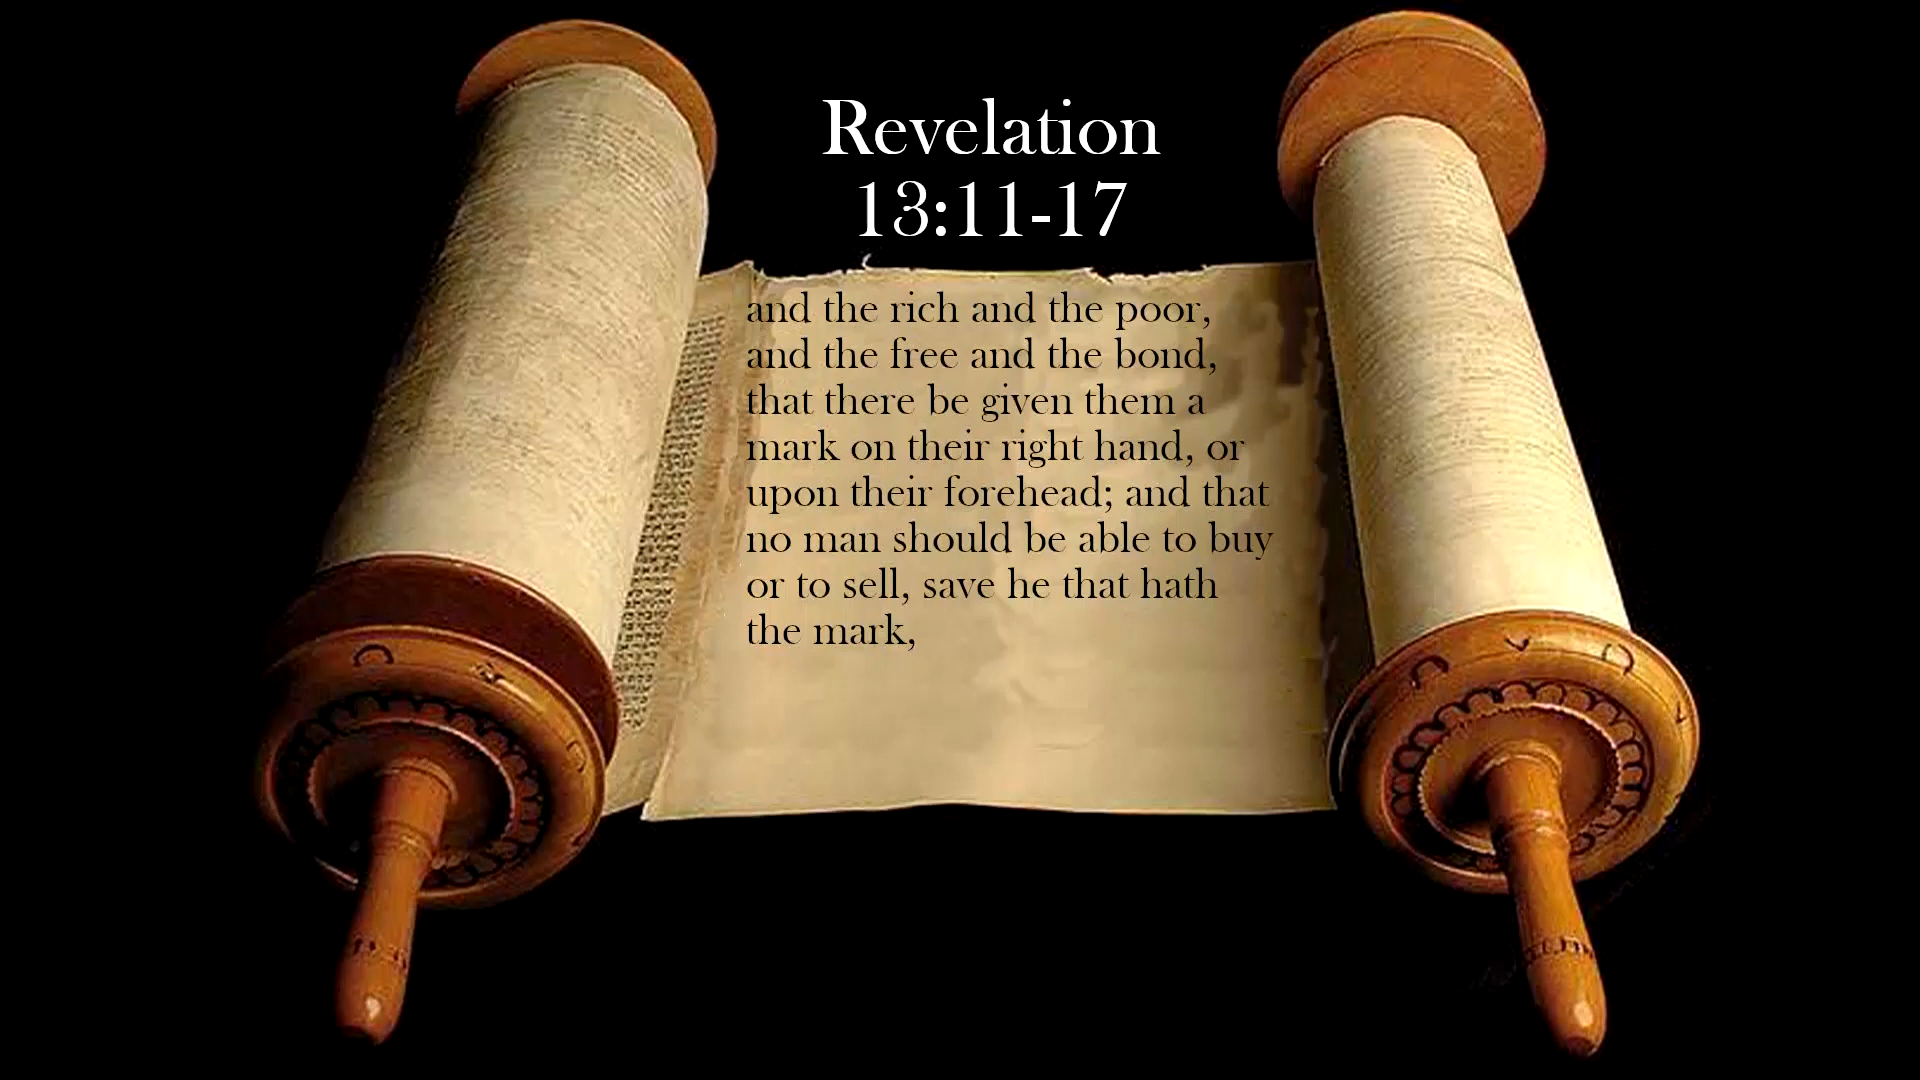 Revelation
13:11-17
and the rich and the poor,
and the free and the bond,
that there be given them a
mark on their right hand, or
upon their forehead; and that
no man should be able to buy
or to sell, save he that hath
the mark,